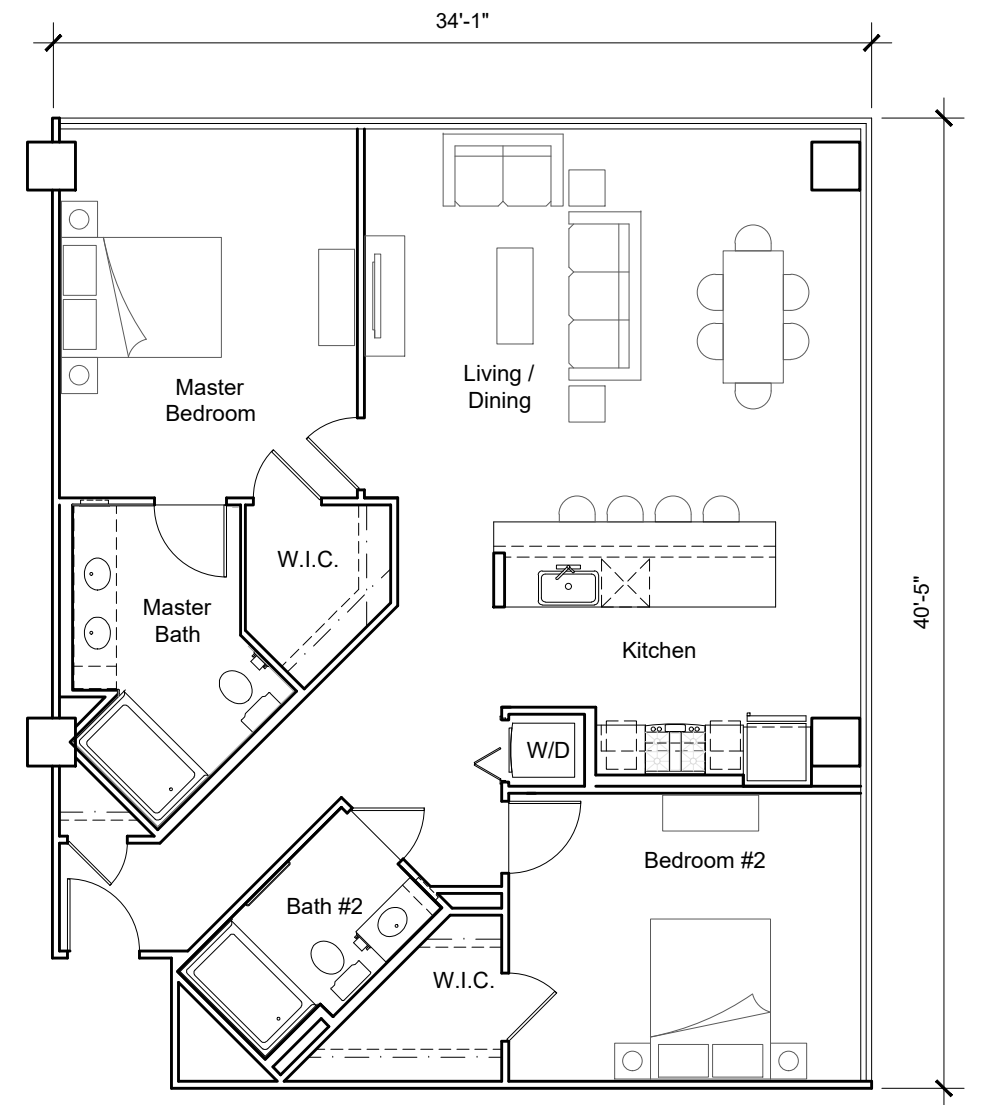 34'-1"
Master
Bedroom
Living /
Dining
W.I.C.
Master
Bath
40'-5"
Kitchen
W/D
Bedroom #2
Bath #2
W.I.C.